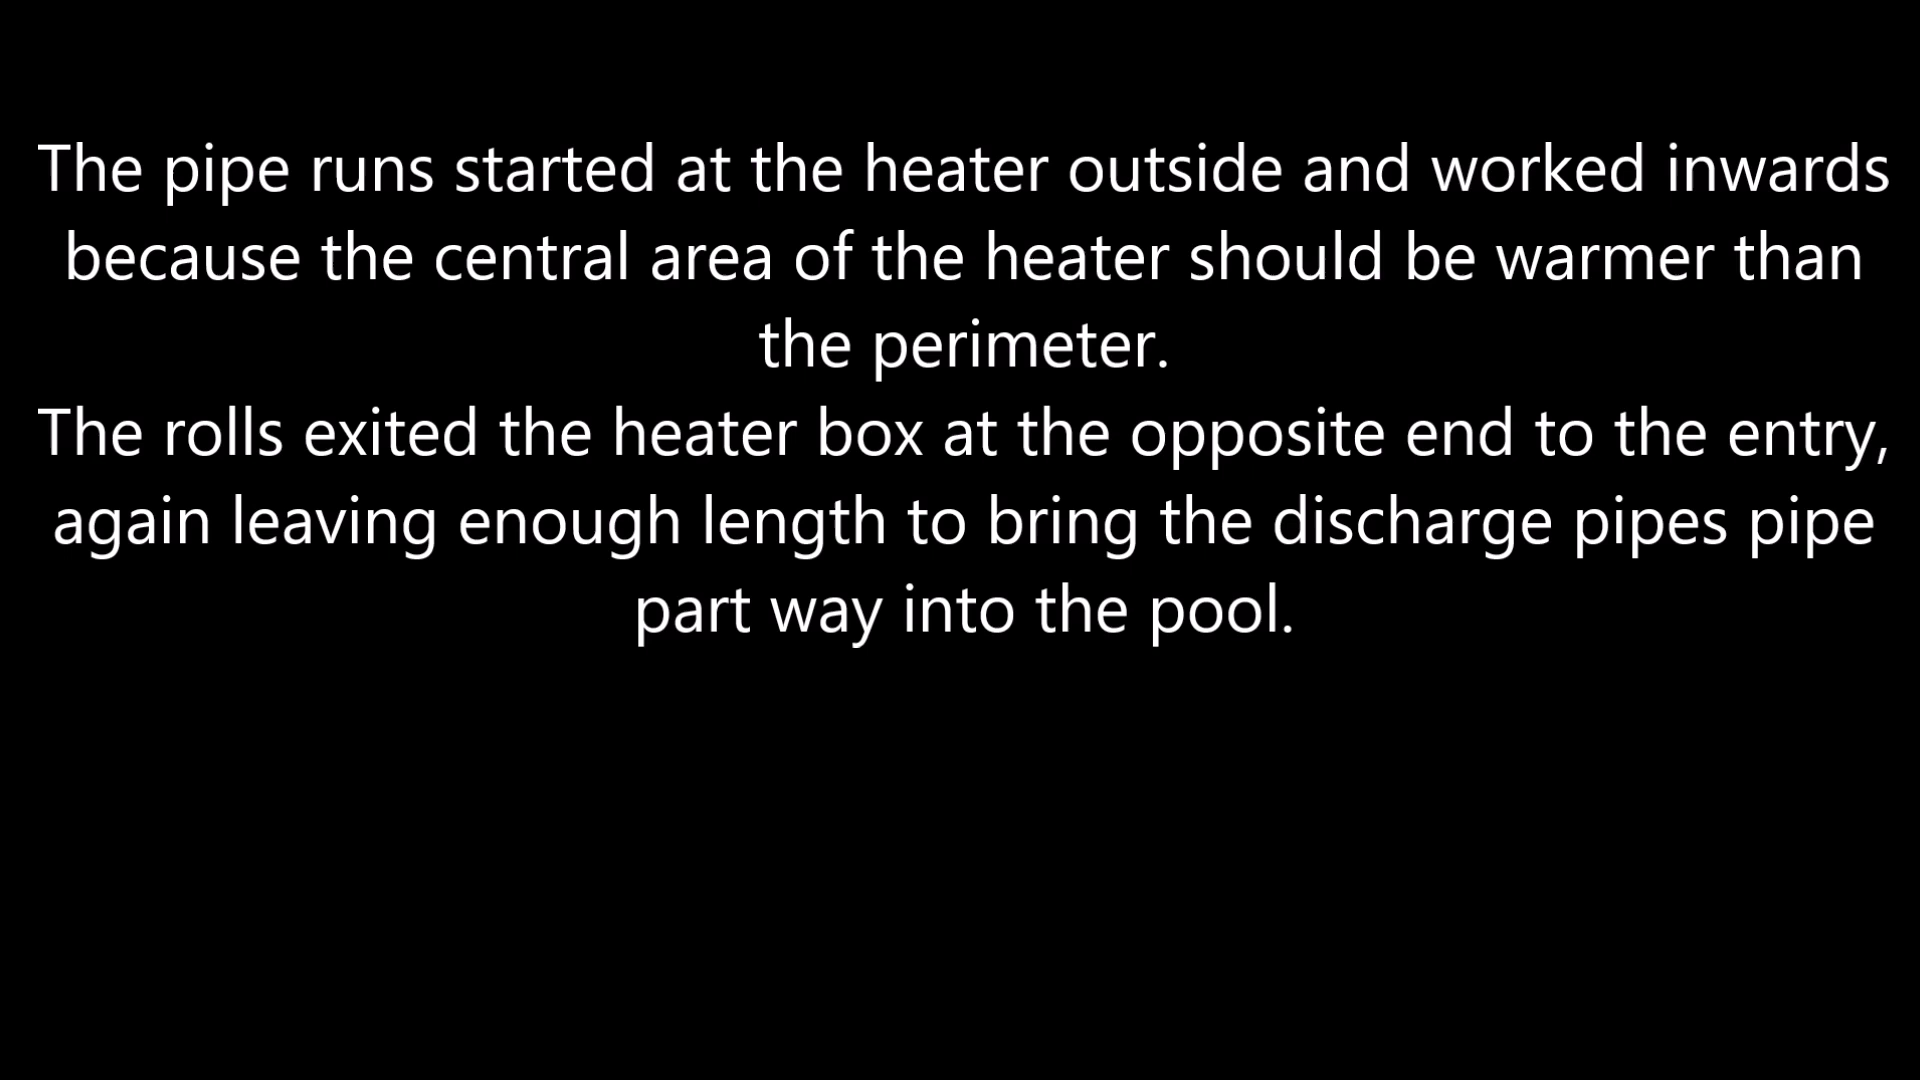 The pipe runs started at the heater outside and worked inwards
because the central area of the heater should be warmer than
the perimeter.
The rolls exited the heater box at the opposite end to the entry,
again leaving enough length to bring the discharge pipes pipe
part way into the pool.